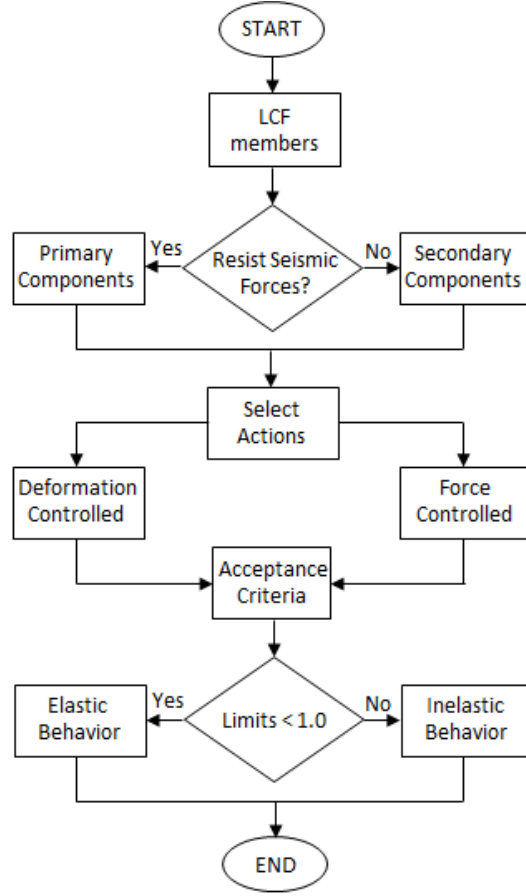 START
LCF
members
Yes
No
Primary
Components
Resist Seismic
Forces?
Secondary
Components
Select
Actions
Deformation
Controlled
Force
Controlled
Acceptance
Criteria
Yes
No
Elastic
Behavior
Limits < 1.0
Inelastic
Behavior
END